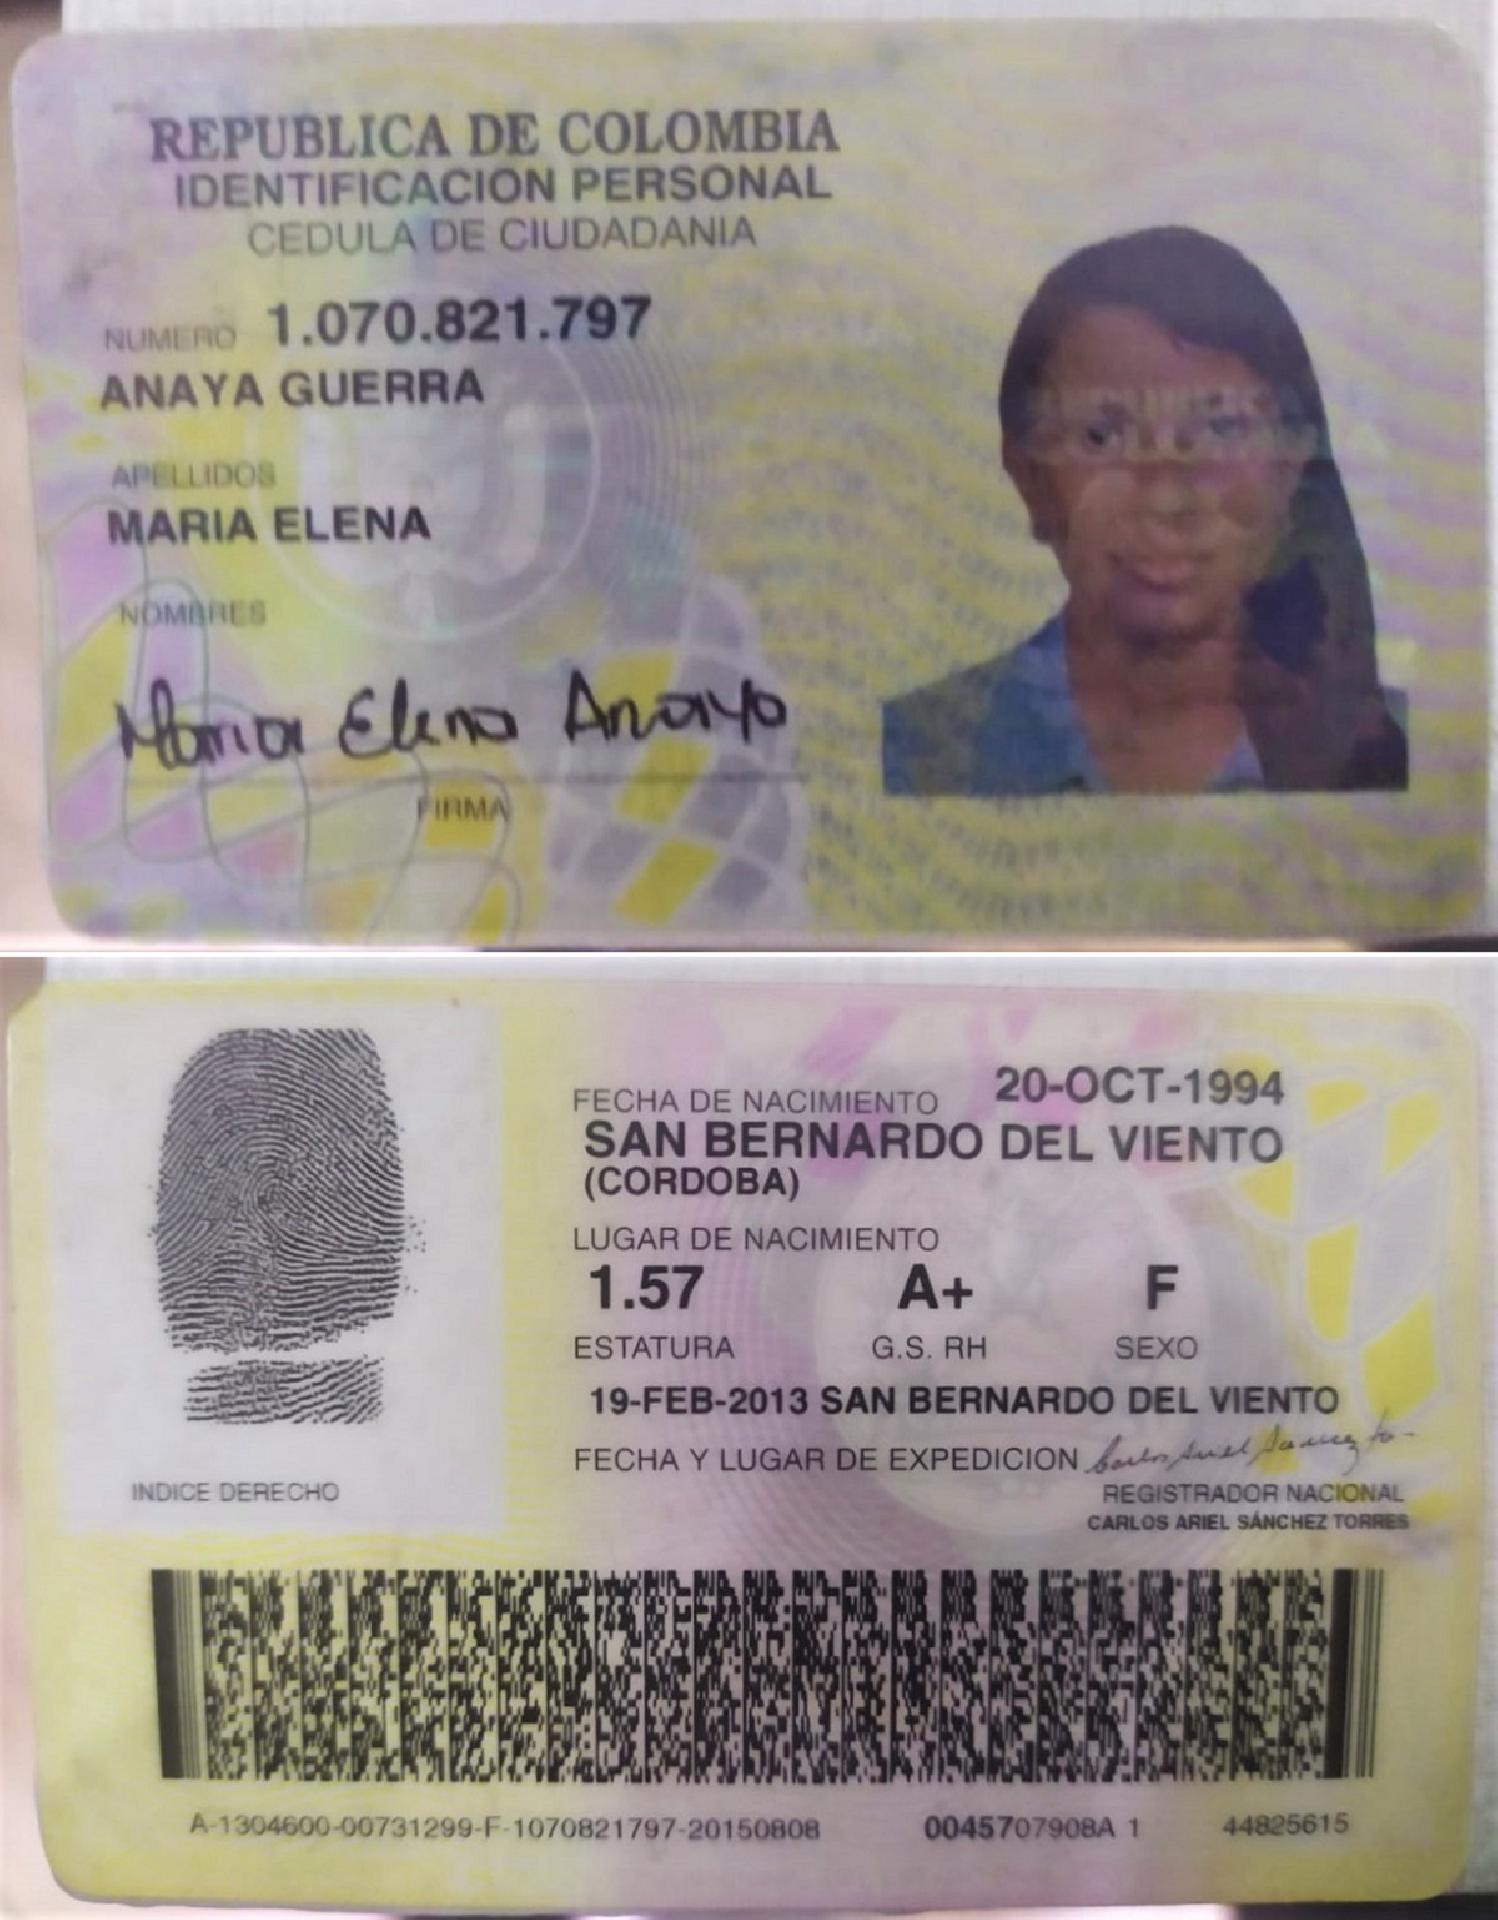 REPUBLICA DE COLOMBIA
IDENTIFICACION PERSONAL
CEDULA DE CIUDADANIA
NUMERO 1.070.821.797
ANAYA GUERRA
APELLIDOS
MARIA ELENA
NOMBRES
Maria Elena Anaya
FIRMA
FECHA DE NACIMIENTO 20-OCT-1994
SAN BERNARDO DEL VIENTO
(CORDOBA)
LUGAR DE NACIMIENTO
1.57 A+ F
ESTATURA G.S. RH SEXO
19-FEB-2013 SAN BERNARDO DEL VIENTO
FECHA Y LUGAR DE EXPEDICION
INDICE DERECHO
REGISTRADOR NACIONAL
CARLOS ARIEL SÁNCHEZ TORRES
A-1304600-00731299-F-1070821797-20150808 0045707908A 1 44825615